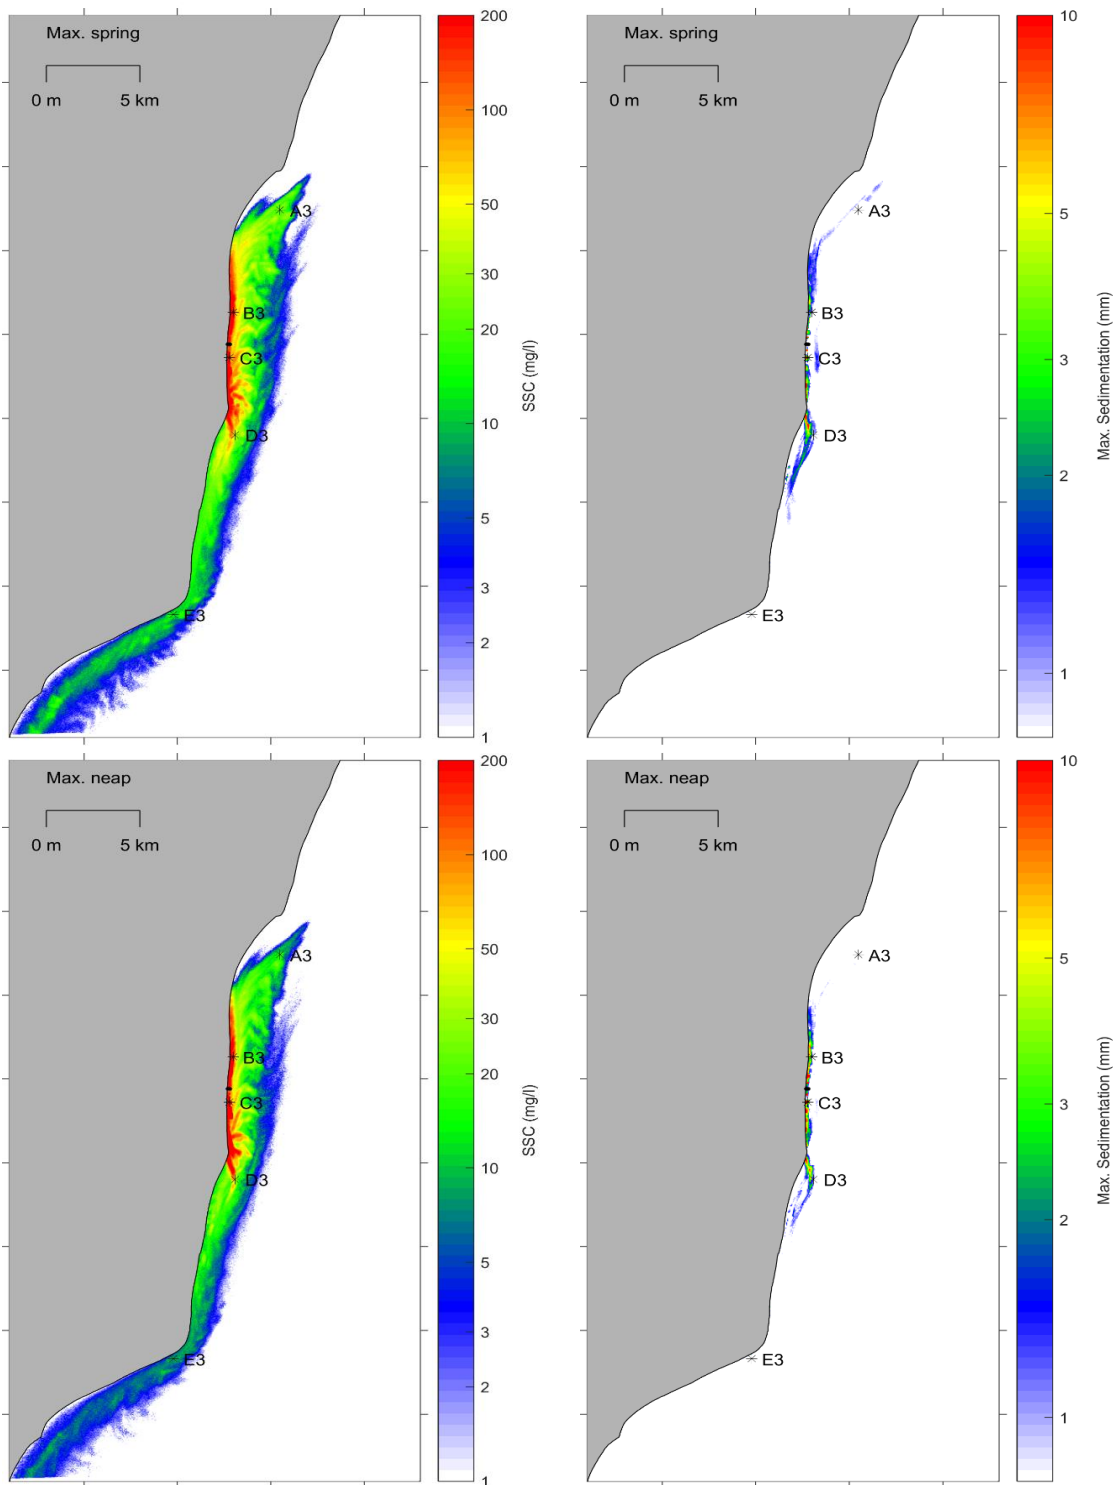 Max. spring
0 m 5 km
A3
B3
C3
D3
E3
200
100
50
30
20
10
5
3
2
1
SSC (mg/l)
Max. spring
0 m 5 km
A3
B3
C3
D3
E3
10
5
3
2
1
Max. Sedimentation (mm)
Max. neap
0 m 5 km
A3
B3
C3
D3
E3
200
100
50
30
20
10
5
3
2
1
SSC (mg/l)
Max. neap
0 m 5 km
A3
B3
C3
D3
E3
10
5
3
2
1
Max. Sedimentation (mm)